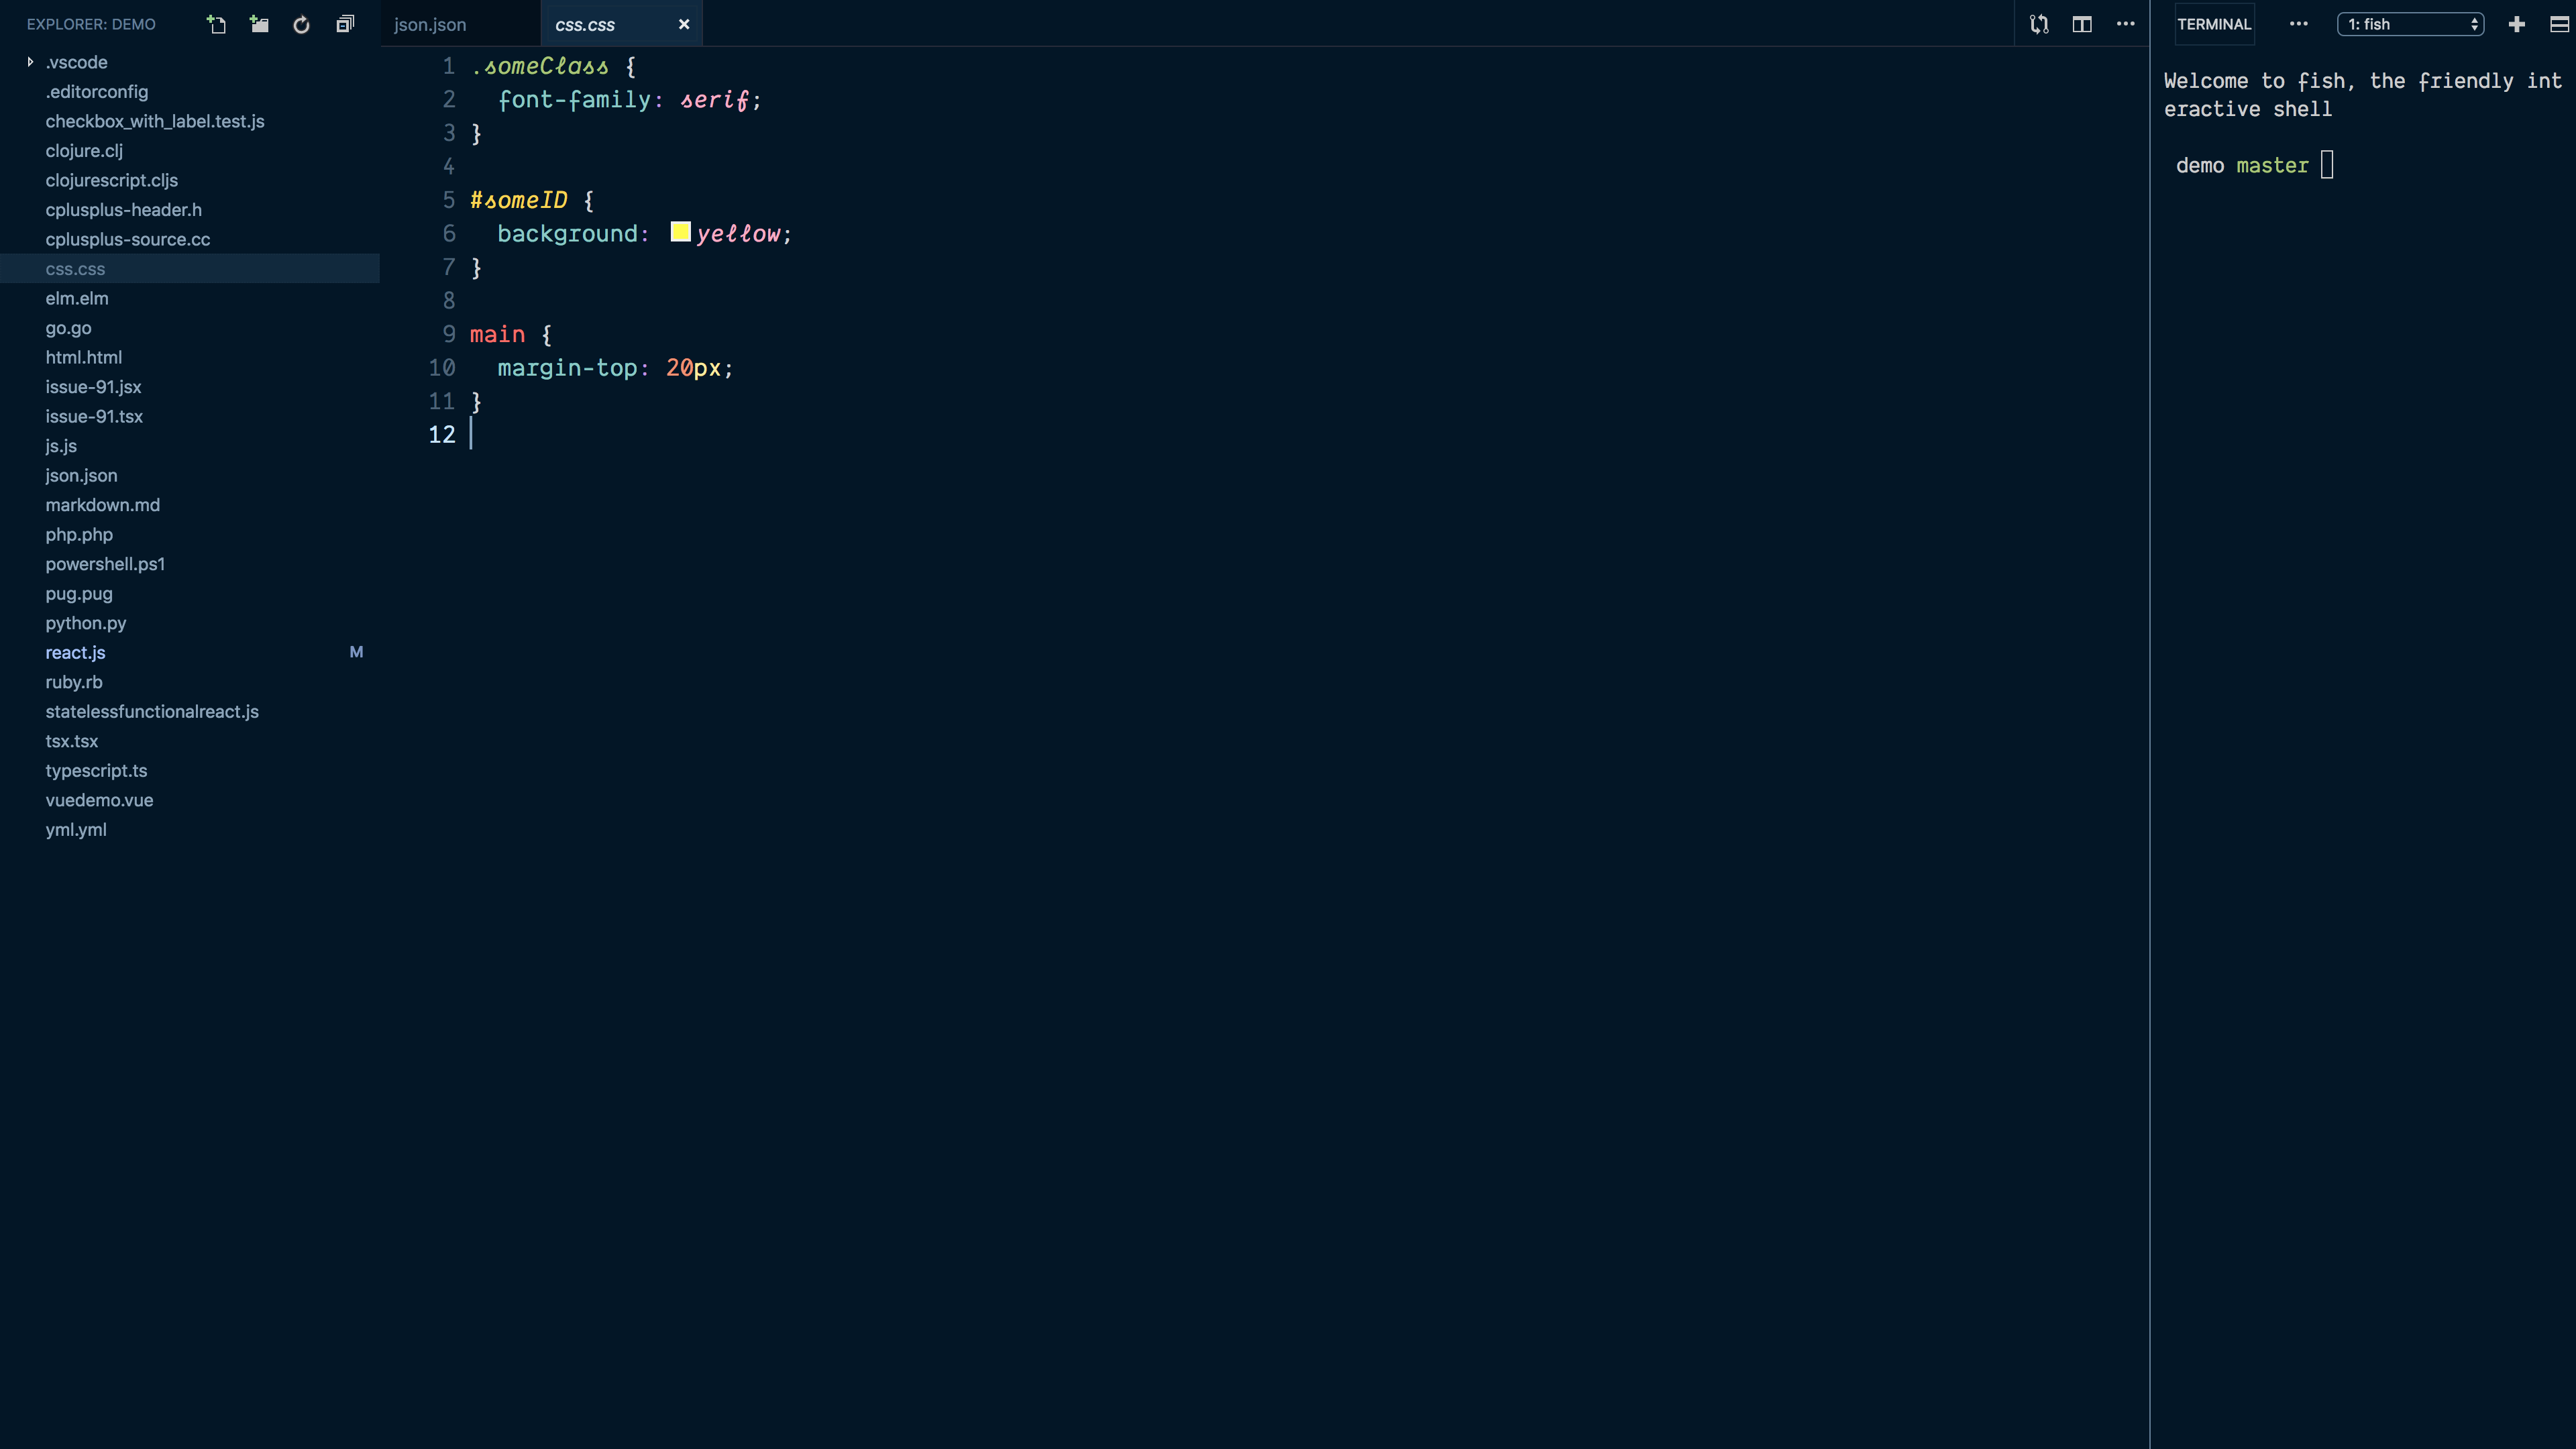 EXPLORER: DEMO
.vscode
.editorconfig
checkbox_with_label.test.js
clojure.clj
clojurescript.cljs
cplusplus-header.h
cplusplus-source.cc
css.css
elm.elm
go.go
html.html
issue-91.jsx
issue-91.tsx
js.js
json.json
markdown.md
php.php
powershell.ps1
pug.pug
python.py
react.js M
ruby.rb
statelessfunctionalreact.js
tsx.tsx
typescript.ts
vuedemo.vue
yml.yml
json.json css.css
1 .someClass {
2 font-family: serif;
3 }
4
5 #someID {
6 background: yellow;
7 }
8
9 main {
10 margin-top: 20px;
11 }
12
TERMINAL 1: fish
Welcome to fish, the friendly int
eractive shell
demo master